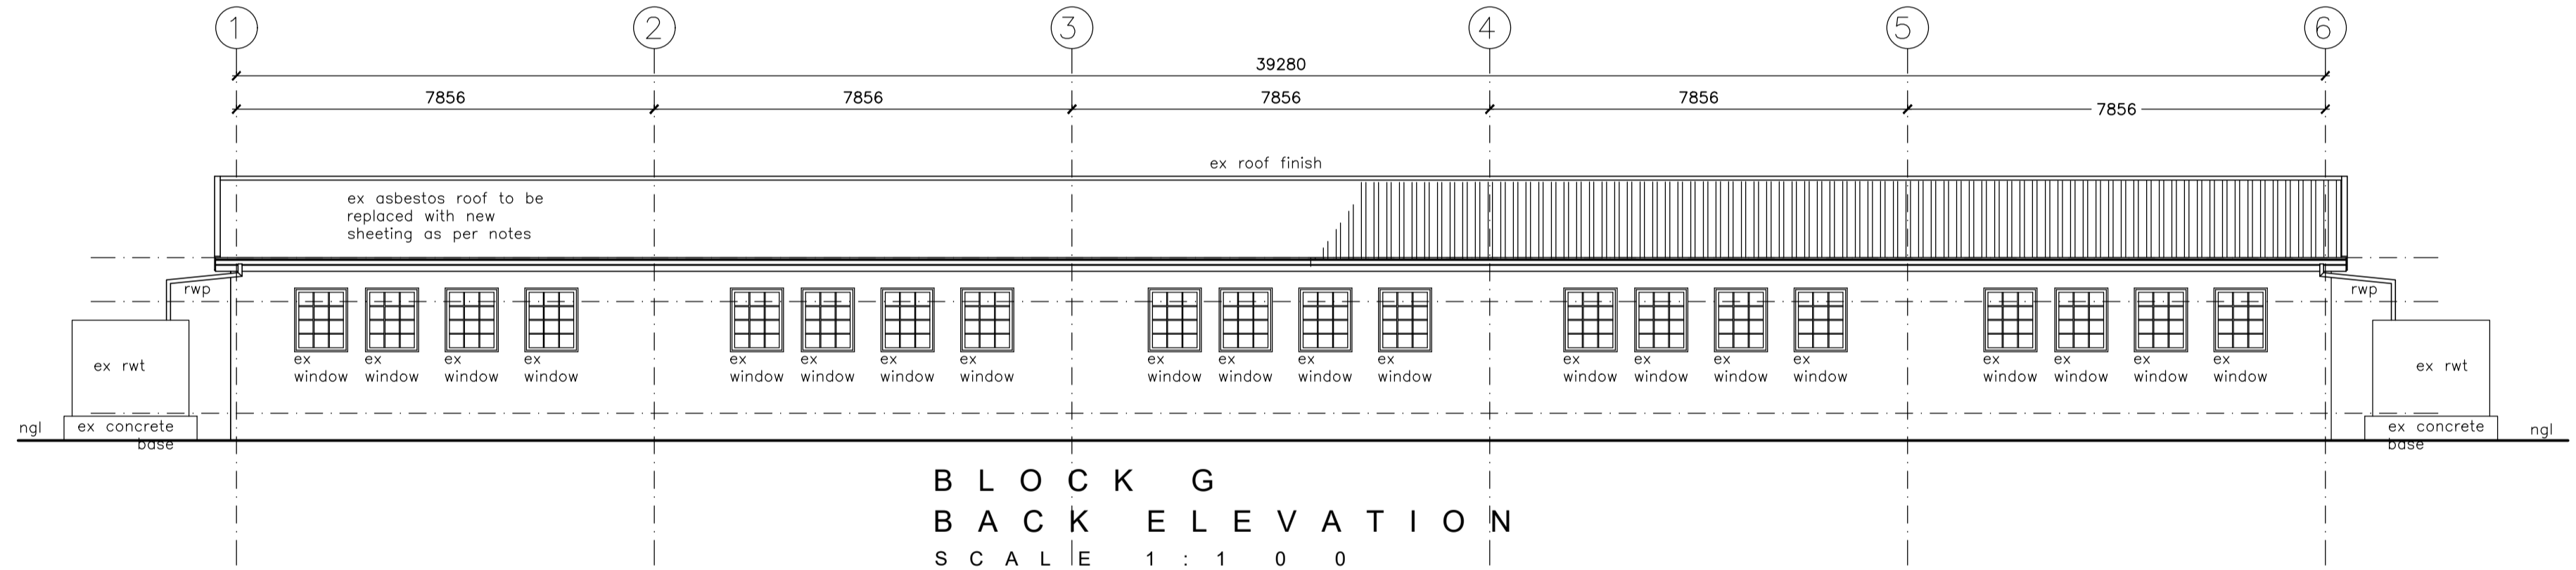 1 2 3 4 5 6
39280
7856 7856 7856 7856 7856
ex roof finish
ex asbestos roof to be
replaced with new
sheeting as per notes
rwp rwp
ex ex ex ex ex ex ex ex ex ex ex ex ex ex ex ex ex ex ex ex
window window window window window window window window window window window window window window window window window window window window
ex rwt ex rwt
ngl ex concrete ex concrete ngl
base base
BLOCK G
BACK ELEVATION
SCALE 1:100